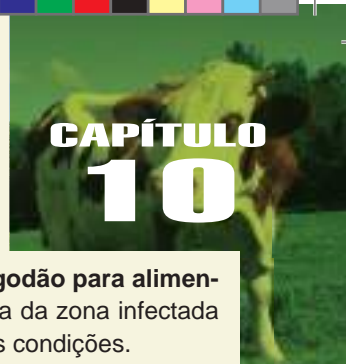 CAPÍTULO
10
godão para alimen-
a da zona infectada
s condições.